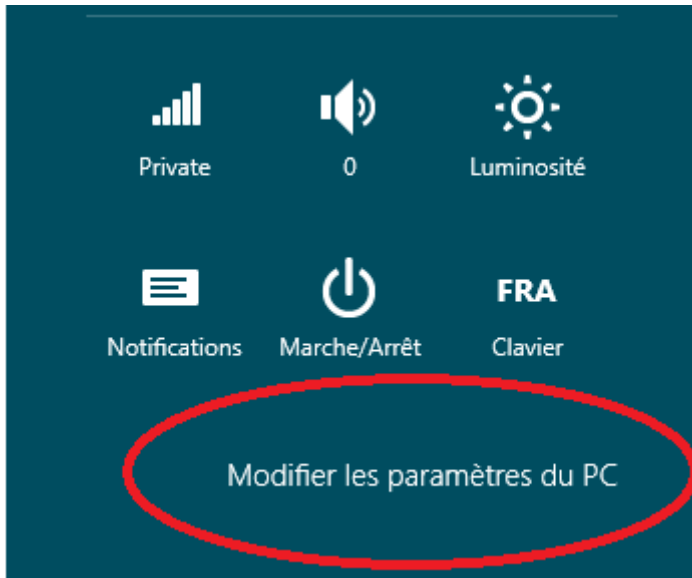 Private 0 Luminosité
FRA
Notifications Marche/Arrêt Clavier
Modifier les paramètres du PC